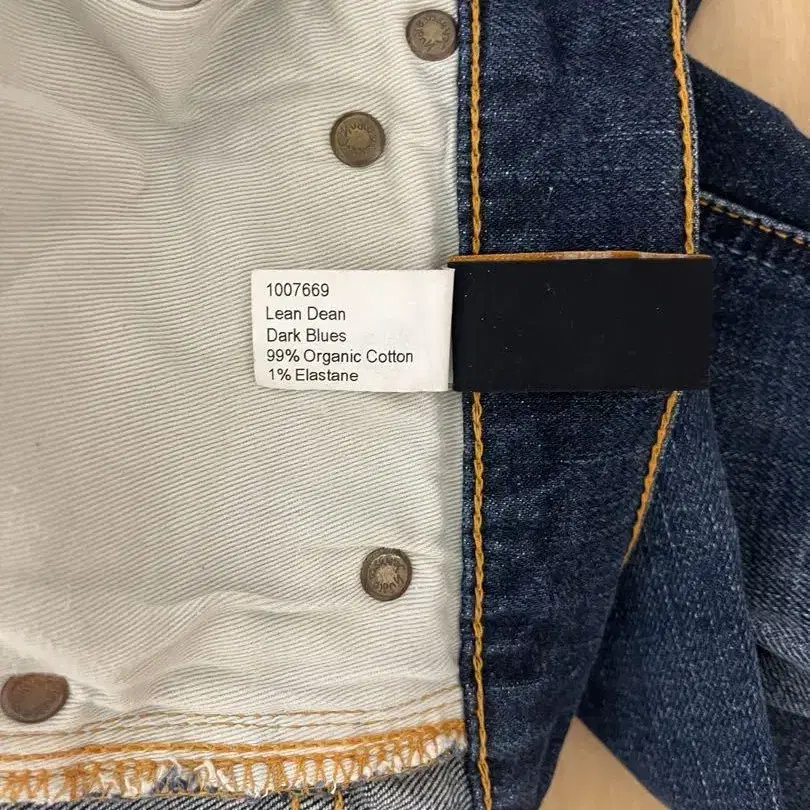 1007669
Lean Dean
Dark Blues
99% Organic Cotton
1% Elastane